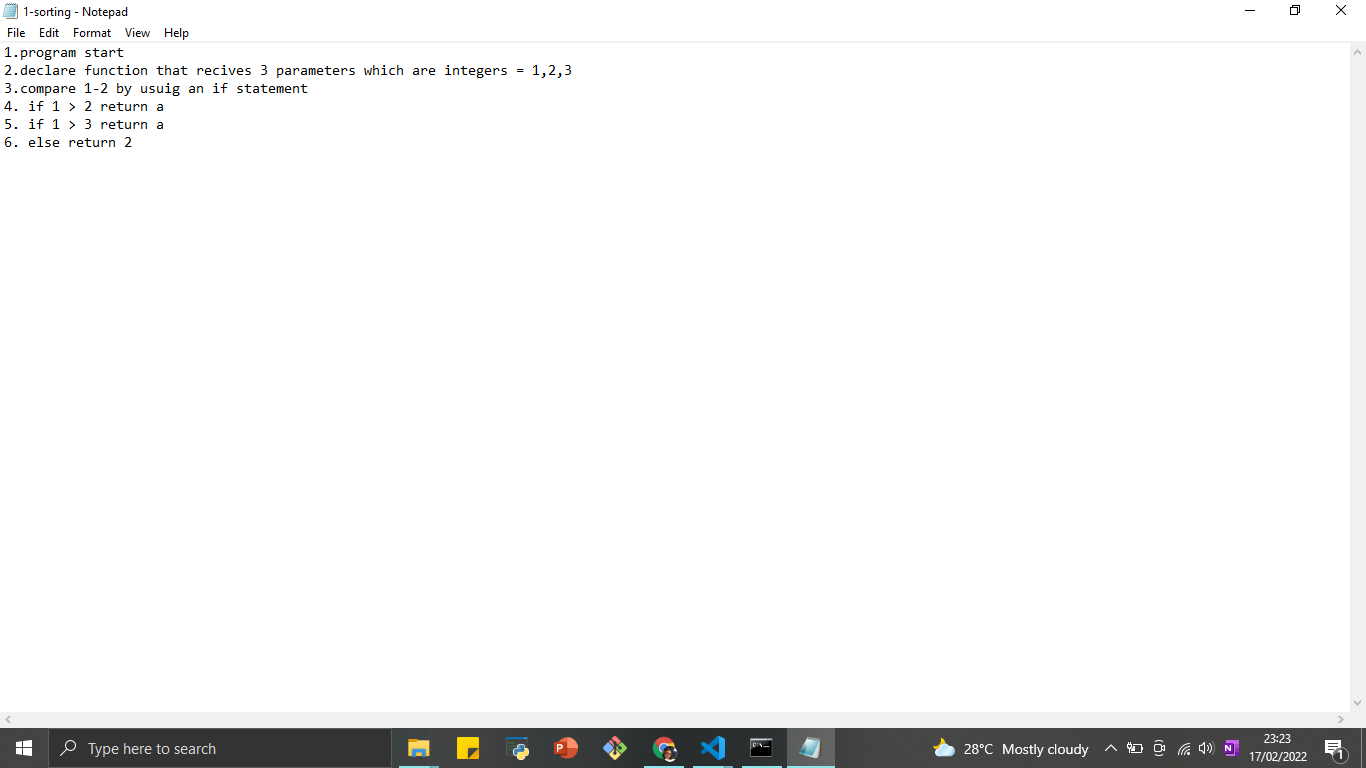 1-sorting - Notepad
File Edit Format View Help
1.program start
2.declare function that recives 3 parameters which are integers = 1,2,3
3.compare 1-2 by usuig an if statement
4. if 1 > 2 return a
5. if 1 > 3 return a
6. else return 2
Type here to search
28°C Mostly cloudy
23:23
17/02/2022